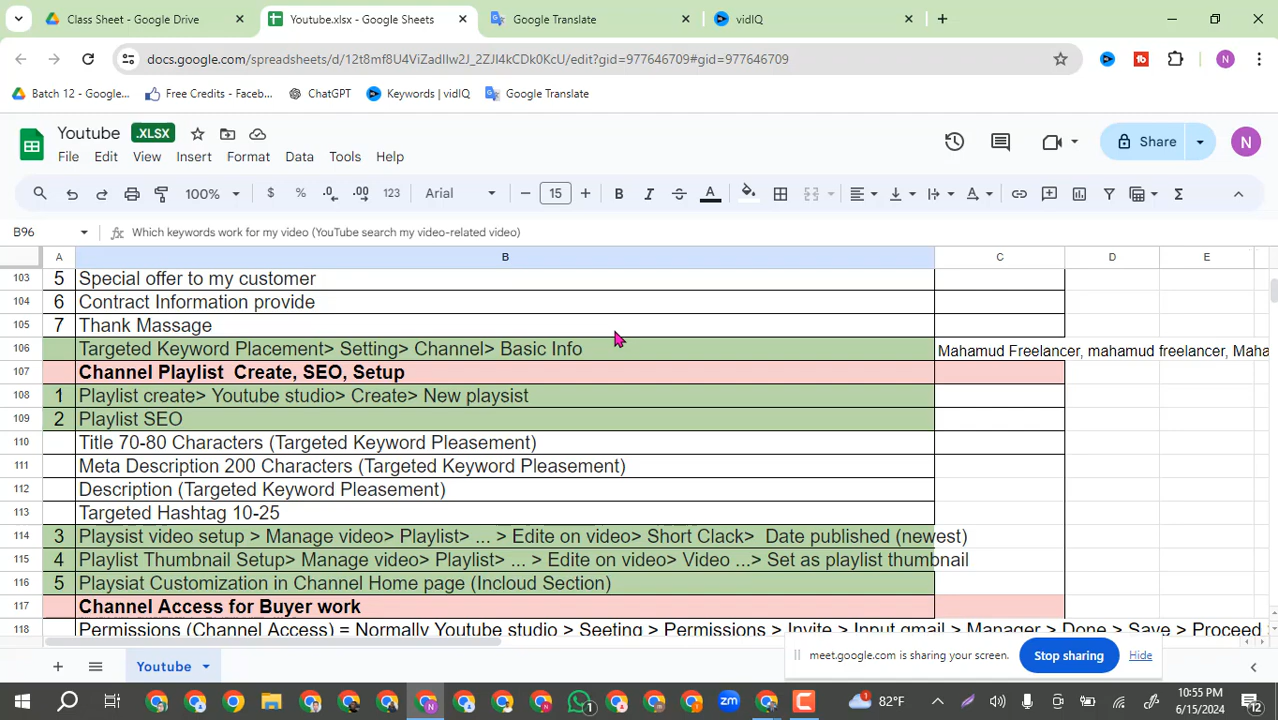 Class Sheet - Google Drive
Youtube.xlsx - Google Sheets
Google Translate
vidIQ
docs.google.com/spreadsheets/d/12t8mf8U4ViZadIw2J_2ZJI4kCDk0KcU/edit?gid=977646709#gid=977646709
Batch 12 - Google...
Free Credits - Faceb...
ChatGPT
Keywords | vidIQ
Google Translate
Youtube .XLSX
File Edit View Insert Format Data Tools Help
Share
N
100% $ % .0 .00 123 Arial 15 B I A
B96 fx Which keywords work for my video (YouTube search my video-related video)
A B C D E
103 5 Special offer to my customer
104 6 Contract Information provide
105 7 Thank Massage
106 Targeted Keyword Placement> Setting> Channel> Basic Info Mahamud Freelancer, mahamud freelancer, Maha
107 Channel Playlist Create, SEO, Setup
108 1 Playlist create> Youtube studio> Create> New playsist
109 2 Playlist SEO
110 Title 70-80 Characters (Targeted Keyword Pleasement)
111 Meta Description 200 Characters (Targeted Keyword Pleasement)
112 Description (Targeted Keyword Pleasement)
113 Targeted Hashtag 10-25
114 3 Playsist video setup > Manage video> Playlist> ... > Edite on video> Short Clack> Date published (newest)
115 4 Playlist Thumbnail Setup> Manage video> Playlist> ... > Edite on video> Video ...> Set as playlist thumbnail
116 5 Playsiat Customization in Channel Home page (Incloud Section)
117 Channel Access for Buyer work
118 Permissions (Channel Access) = Normally Youtube studio > Seeting > Permissions > Invite > Input gmail > Manager > Done > Save > Proceed
Youtube
meet.google.com is sharing your screen. Stop sharing Hide
82°F
10:55 PM
6/15/2024
12